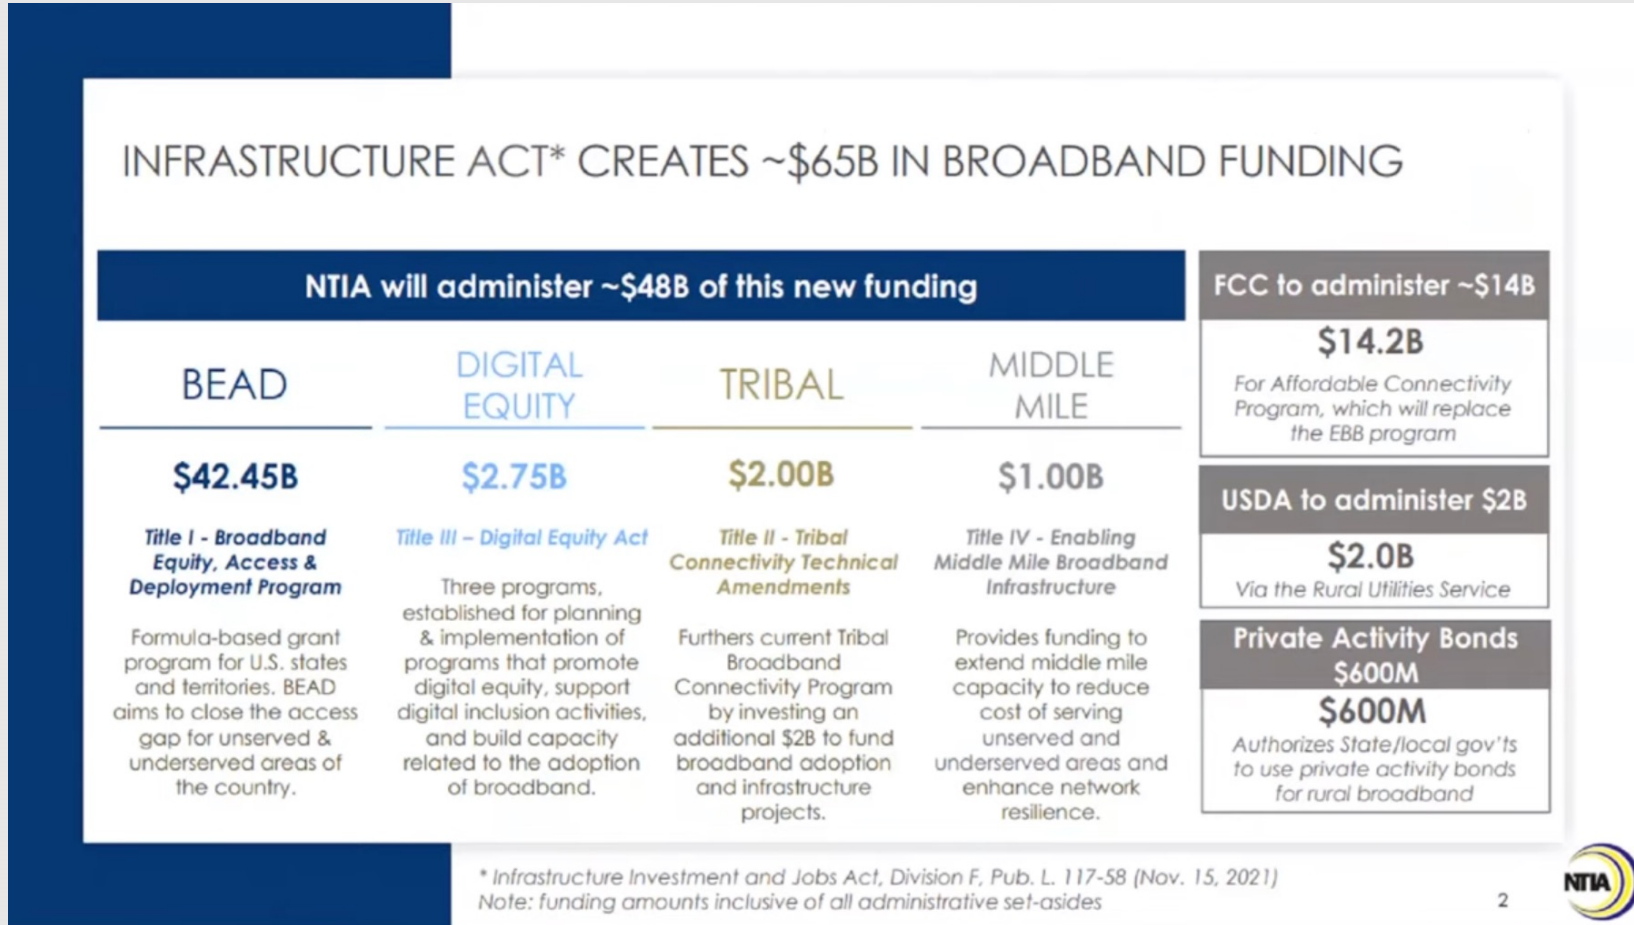 INFRASTRUCTURE ACT* CREATES ~$65B IN BROADBAND FUNDING
NTIA will administer ~$48B of this new funding
BEAD
$42.45B
Title I - Broadband
Equity, Access &
Deployment Program
Formula-based grant
program for U.S. states
and territories. BEAD
aims to close the access
gap for unserved &
underserved areas of
the country.
DIGITAL
EQUITY
$2.75B
Title III – Digital Equity Act
Three programs,
established for planning
& implementation of
programs that promote
digital equity, support
digital inclusion activities,
and build capacity
related to the adoption
of broadband.
TRIBAL
$2.00B
Title II - Tribal
Connectivity Technical
Amendments
Furthers current Tribal
Broadband
Connectivity Program
by investing an
additional $2B to fund
broadband adoption
and infrastructure
projects.
MIDDLE
MILE
$1.00B
Title IV - Enabling
Middle Mile Broadband
Infrastructure
Provides funding to
extend middle mile
capacity to reduce
cost of serving
unserved and
underserved areas and
enhance network
resilience.
FCC to administer ~$14B
$14.2B
For Affordable Connectivity
Program, which will replace
the EBB program
USDA to administer $2B
$2.0B
Via the Rural Utilities Service
Private Activity Bonds
$600M
$600M
Authorizes State/local gov'ts
to use private activity bonds
for rural broadband
* Infrastructure Investment and Jobs Act, Division F, Pub. L. 117-58 (Nov. 15, 2021)
Note: funding amounts inclusive of all administrative set-asides
2
NTIA